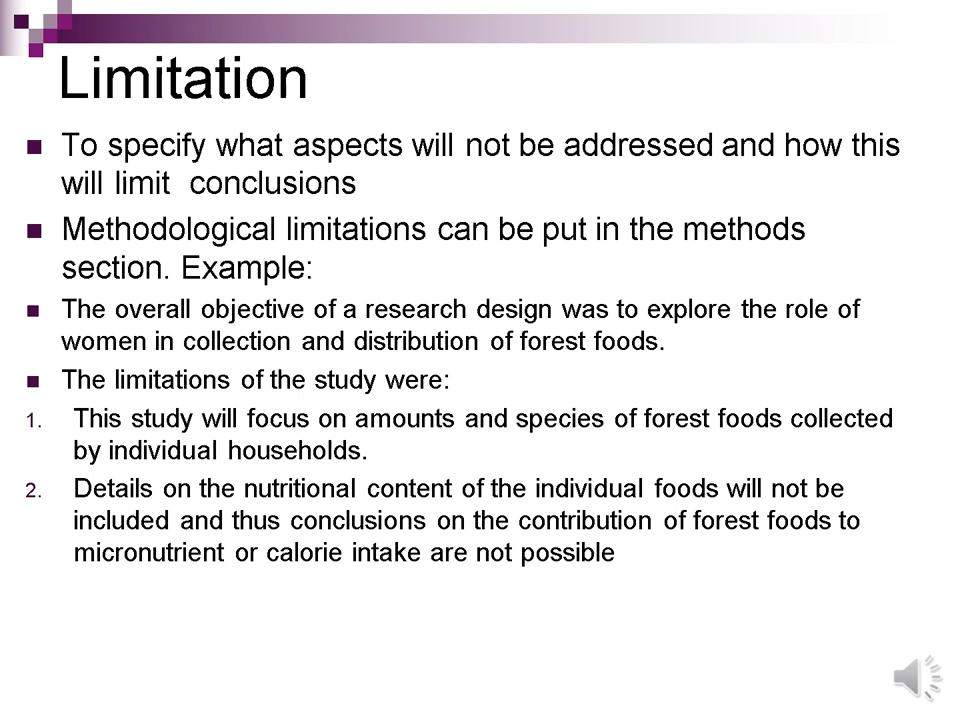 Limitation
To specify what aspects will not be addressed and how this
will limit  conclusions
Methodological limitations can be put in the methods
section. Example:
The overall objective of a research design was to explore the role of
women in collection and distribution of forest foods.
The limitations of the study were:
1. This study will focus on amounts and species of forest foods collected
by individual households.
2. Details on the nutritional content of the individual foods will not be
included and thus conclusions on the contribution of forest foods to
micronutrient or calorie intake are not possible